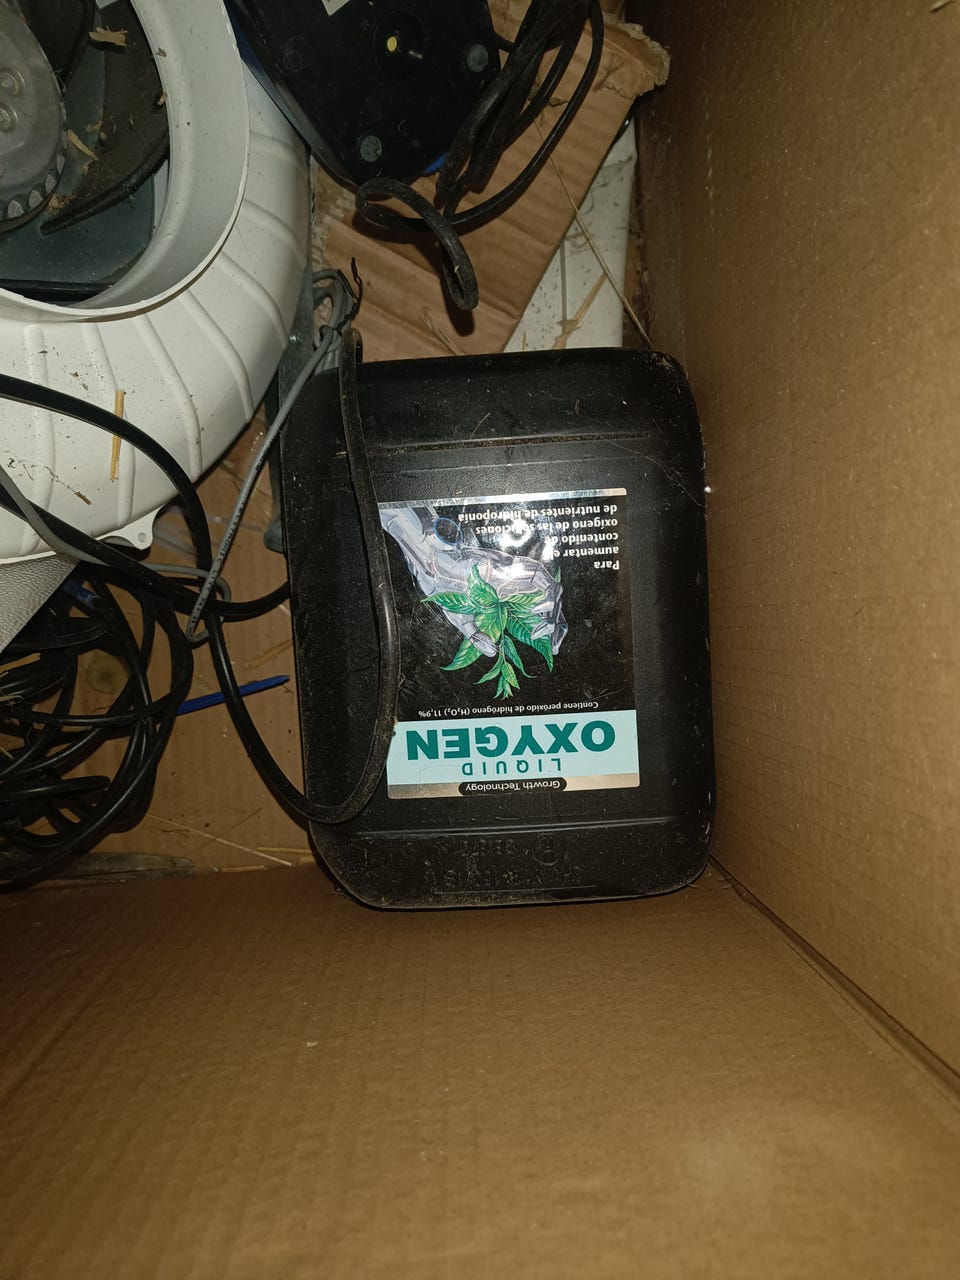 Growth Technology
LIQUID
OXYGEN
Contiene peróxido de hidrógeno (H₂O₂) 11,9%
Para
aumentar el
contenido de
oxígeno de las soluciones
de nutrientes de hidroponía